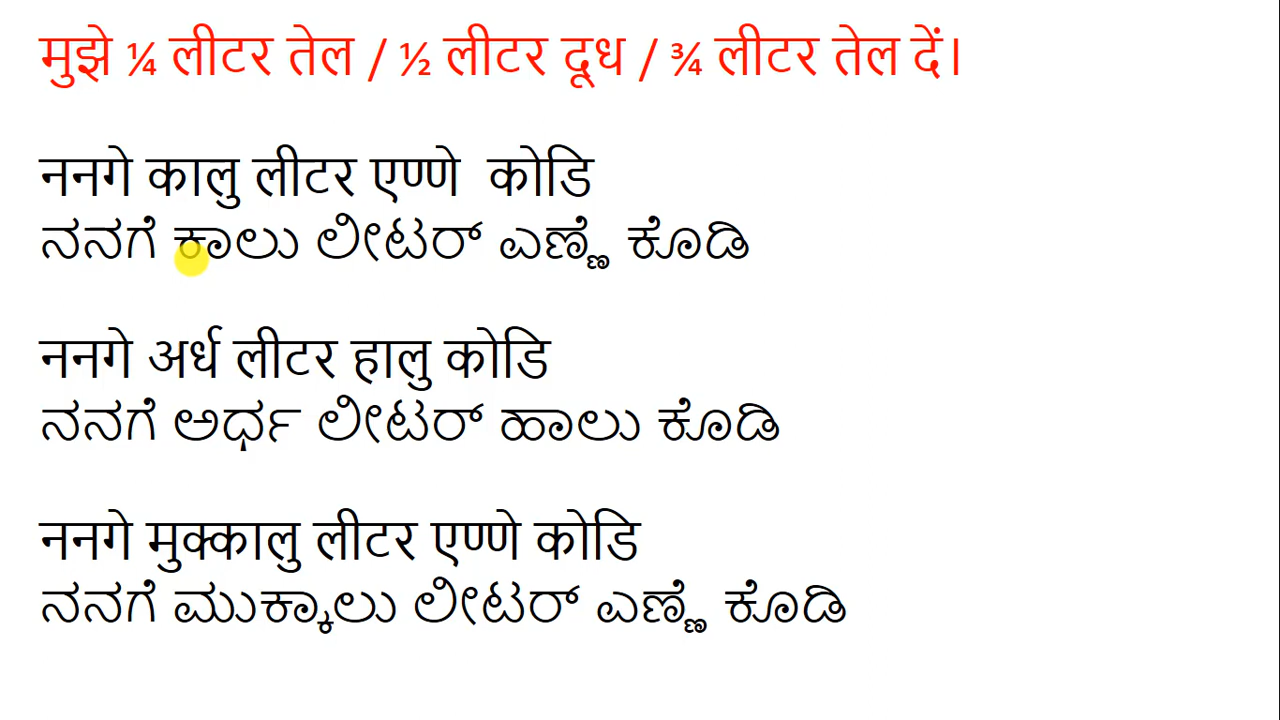 मुझे ¼ लीटर तेल / ½ लीटर दूध / ¾ लीटर तेल दें।
ननगे कालु लीटर एण्णे कोडि
ನನಗೆ ಕಾಲು ಲೀಟರ್ ಎಣ್ಣೆ ಕೊಡಿ
ननगे अर्ध लीटर हालु कोडि
ನನಗೆ ಅರ್ಧ ಲೀಟರ್ ಹಾಲು ಕೊಡಿ
ननगे मुक्कालु लीटर एण्णे कोडि
ನನಗೆ ಮುಕ್ಕಾಲು ಲೀಟರ್ ಎಣ್ಣೆ ಕೊಡಿ